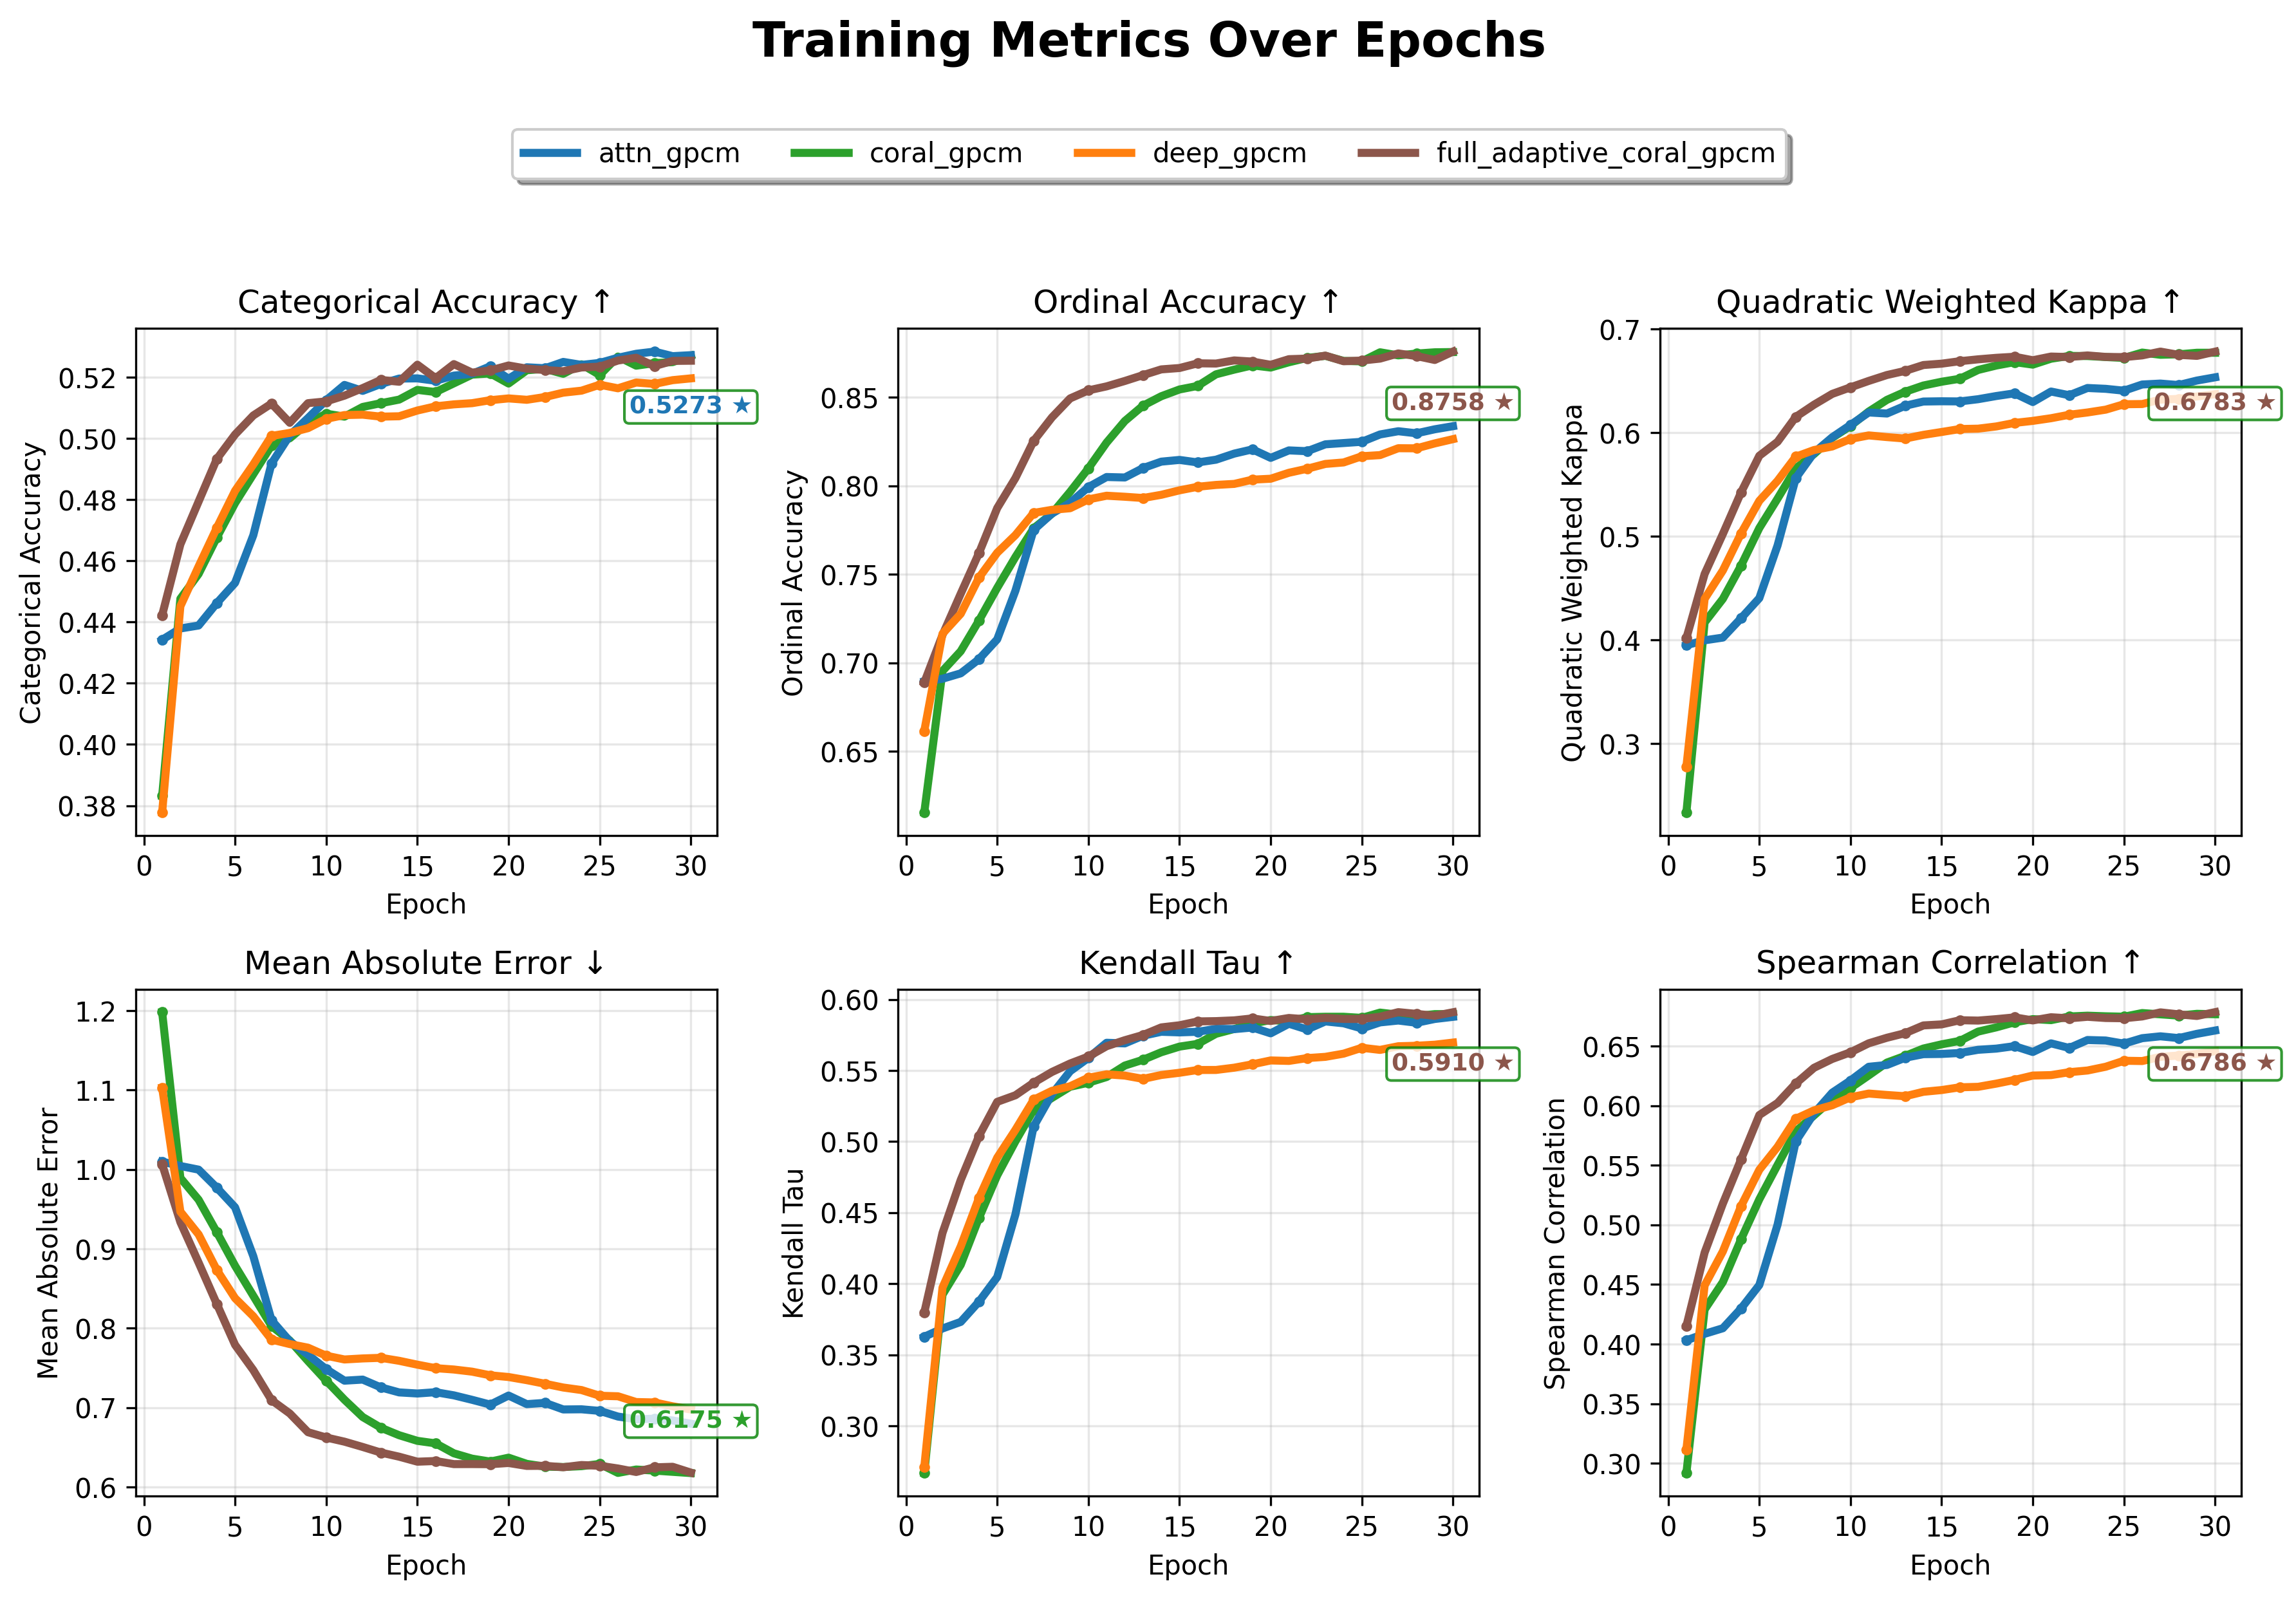 Training Metrics Over Epochs
attn_gpcm coral_gpcm deep_gpcm full_adaptive_coral_gpcm
Categorical Accuracy ↑
Categorical Accuracy
0.52
0.50
0.48
0.46
0.44
0.42
0.40
0.38
0.5273 ★
0 5 10 15 20 25 30
Epoch
Ordinal Accuracy ↑
Ordinal Accuracy
0.85
0.80
0.75
0.70
0.65
0.8758 ★
0 5 10 15 20 25 30
Epoch
Quadratic Weighted Kappa ↑
Quadratic Weighted Kappa
0.7
0.6
0.5
0.4
0.3
0.6783 ★
0 5 10 15 20 25 30
Epoch
Mean Absolute Error ↓
Mean Absolute Error
1.2
1.1
1.0
0.9
0.8
0.7
0.6
0.6175 ★
0 5 10 15 20 25 30
Epoch
Kendall Tau ↑
Kendall Tau
0.60
0.55
0.50
0.45
0.40
0.35
0.30
0.5910 ★
0 5 10 15 20 25 30
Epoch
Spearman Correlation ↑
Spearman Correlation
0.65
0.60
0.55
0.50
0.45
0.40
0.35
0.30
0.6786 ★
0 5 10 15 20 25 30
Epoch